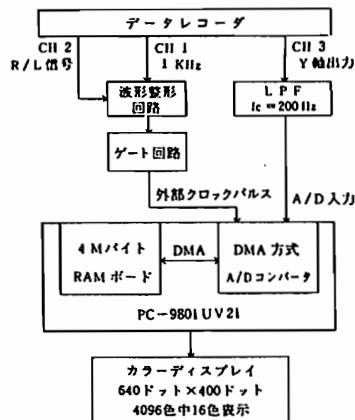 データレコーダ
CH 2
R/L信号
CH 1
1 KHz
CH 3
Y軸出力
波形整形
回路
LPF
fc=200Hz
ゲート回路
外部クロックパルス
A/D入力
4Mバイト
RAMボード
DMA
DMA方式
A/Dコンバータ
PC-9801UV21
カラーディスプレイ
640ドット×400ドット
4096色中16色表示